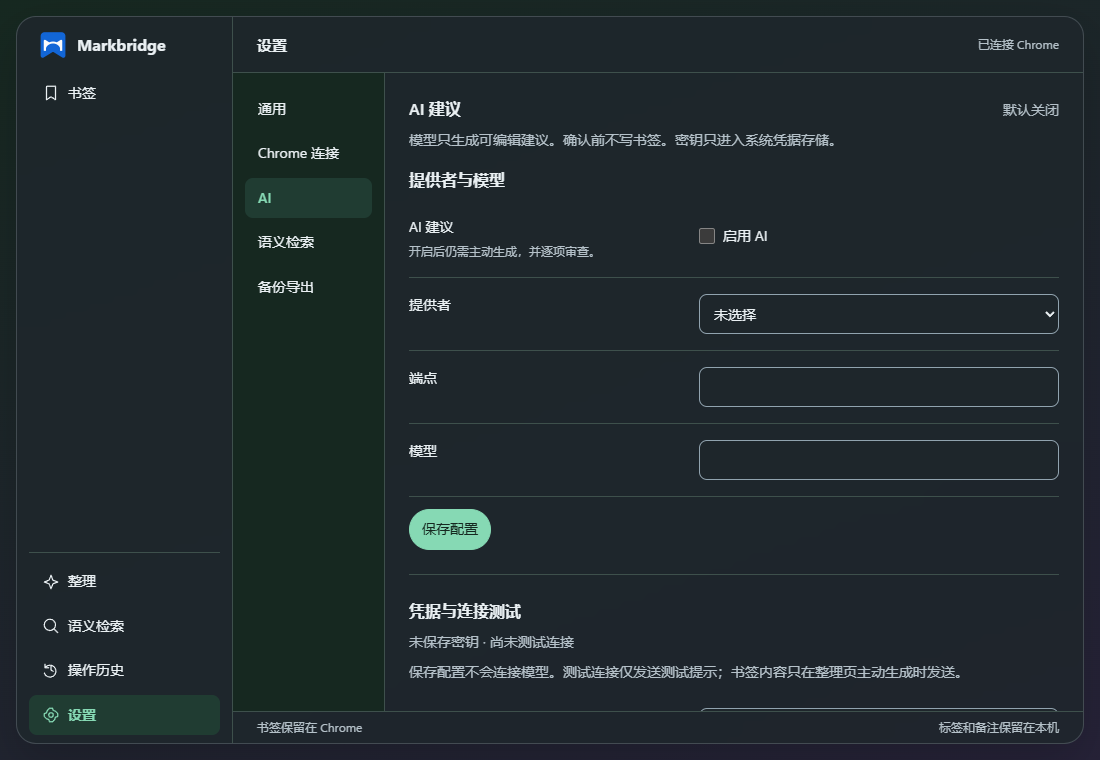 Markbridge
书签
整理
语义检索
操作历史
设置
设置
已连接 Chrome
通用
Chrome 连接
AI
语义检索
备份导出
AI 建议
默认关闭
模型只生成可编辑建议。确认前不写书签。密钥只进入系统凭据存储。
提供者与模型
AI 建议
开启后仍需主动生成，并逐项审查。
启用 AI
提供者
未选择
端点
模型
保存配置
凭据与连接测试
未保存密钥 · 尚未测试连接
保存配置不会连接模型。测试连接仅发送测试提示；书签内容只在整理页主动生成时发送。
书签保留在 Chrome
标签和备注保留在本机